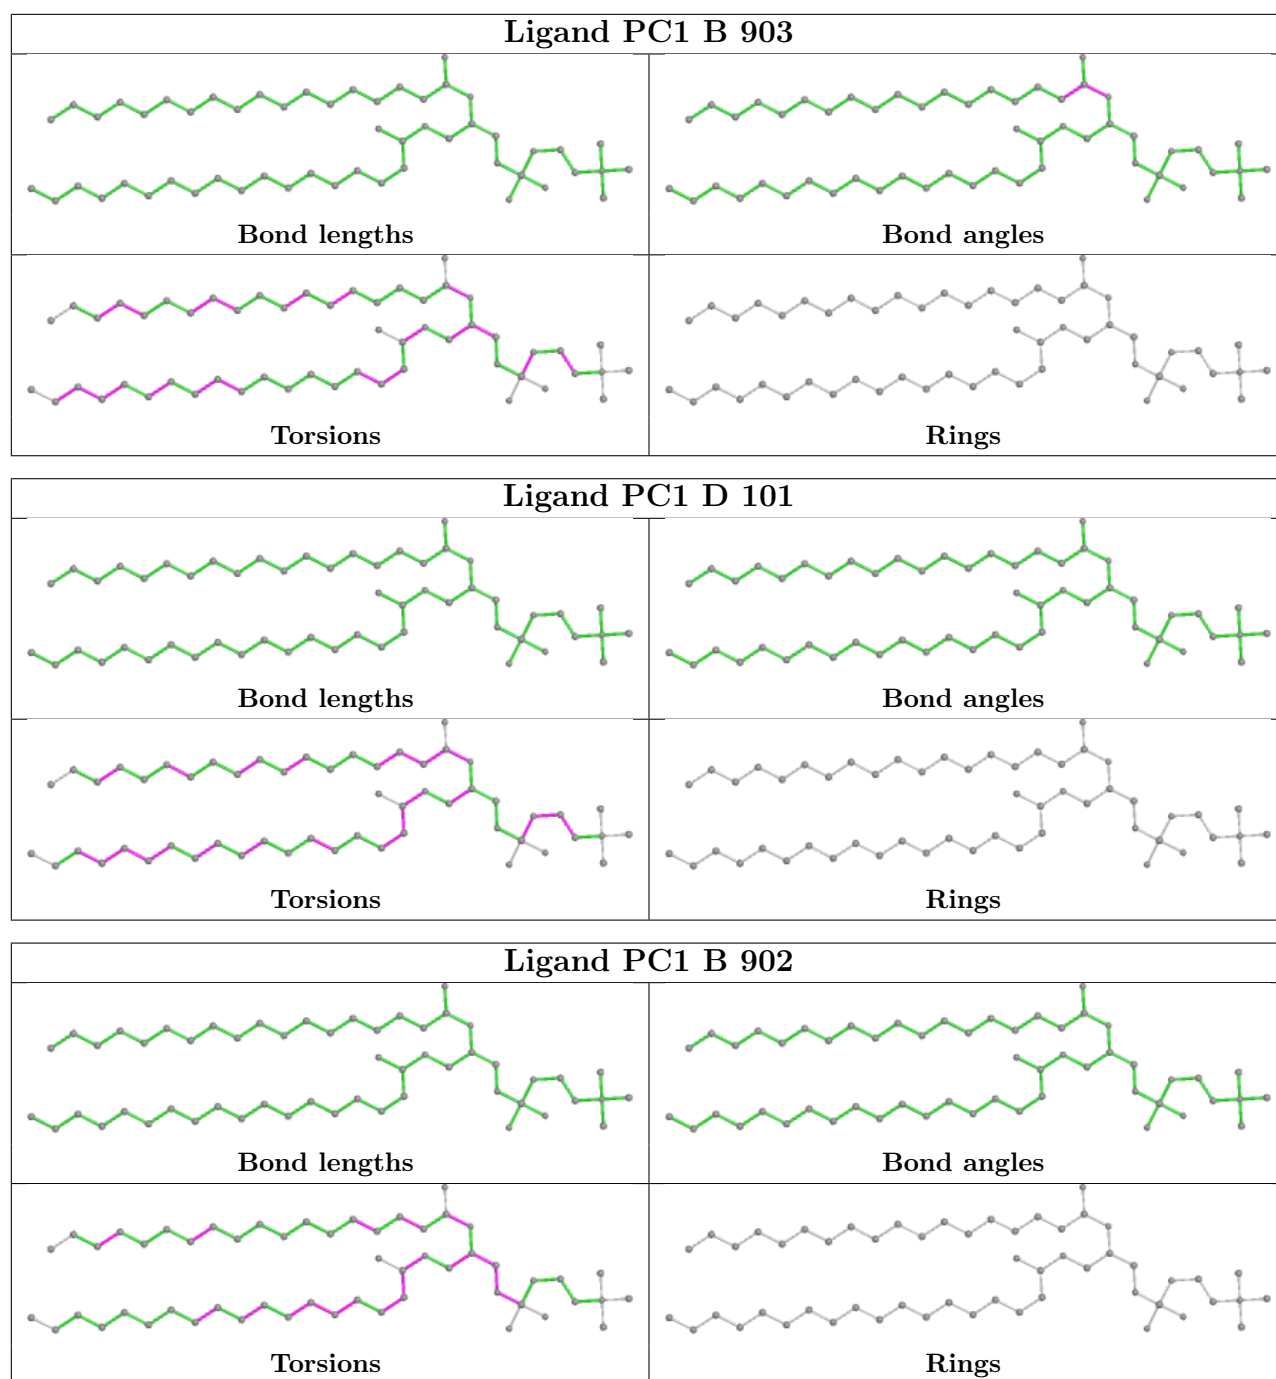 Ligand PC1 B 903
Bond lengths
Bond angles
Torsions
Rings
Ligand PC1 D 101
Bond lengths
Bond angles
Torsions
Rings
Ligand PC1 B 902
Bond lengths
Bond angles
Torsions
Rings